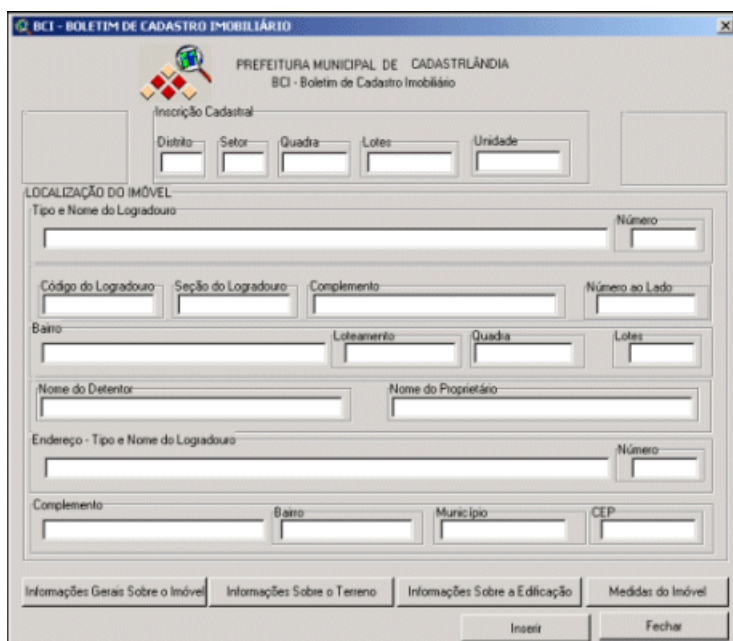 BCI - BOLETIM DE CADASTRO IMOBILIÁRIO
PREFEITURA MUNICIPAL DE CADASTRLÂNDIA
BCI - Boletim de Cadastro Imobiliário
Inscrição Cadastral
Distrito Setor Quadra Lotes Unidade
LOCALIZAÇÃO DO IMÓVEL
Tipo e Nome do Logradouro Número
Código do Logradouro Seção do Logradouro Complemento Número ao Lado
Bairro Loteamento Quadra Lotes
Nome do Detentor Nome do Proprietário
Endereço - Tipo e Nome do Logradouro Número
Complemento Bairro Município CEP
Informações Gerais Sobre o Imóvel Informações Sobre o Terreno Informações Sobre a Edificação Medidas do Imóvel
Inserir Fechar